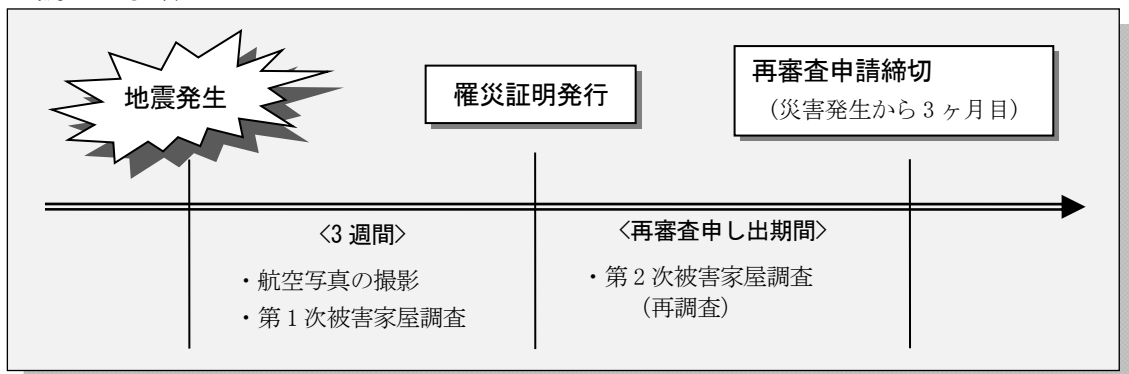 地震発生
罹災証明発行
再審査申請締切
（災害発生から3ヶ月目）
〈3週間〉
・航空写真の撮影
・第1次被害家屋調査
〈再審査申し出期間〉
・第2次被害家屋調査
（再調査）